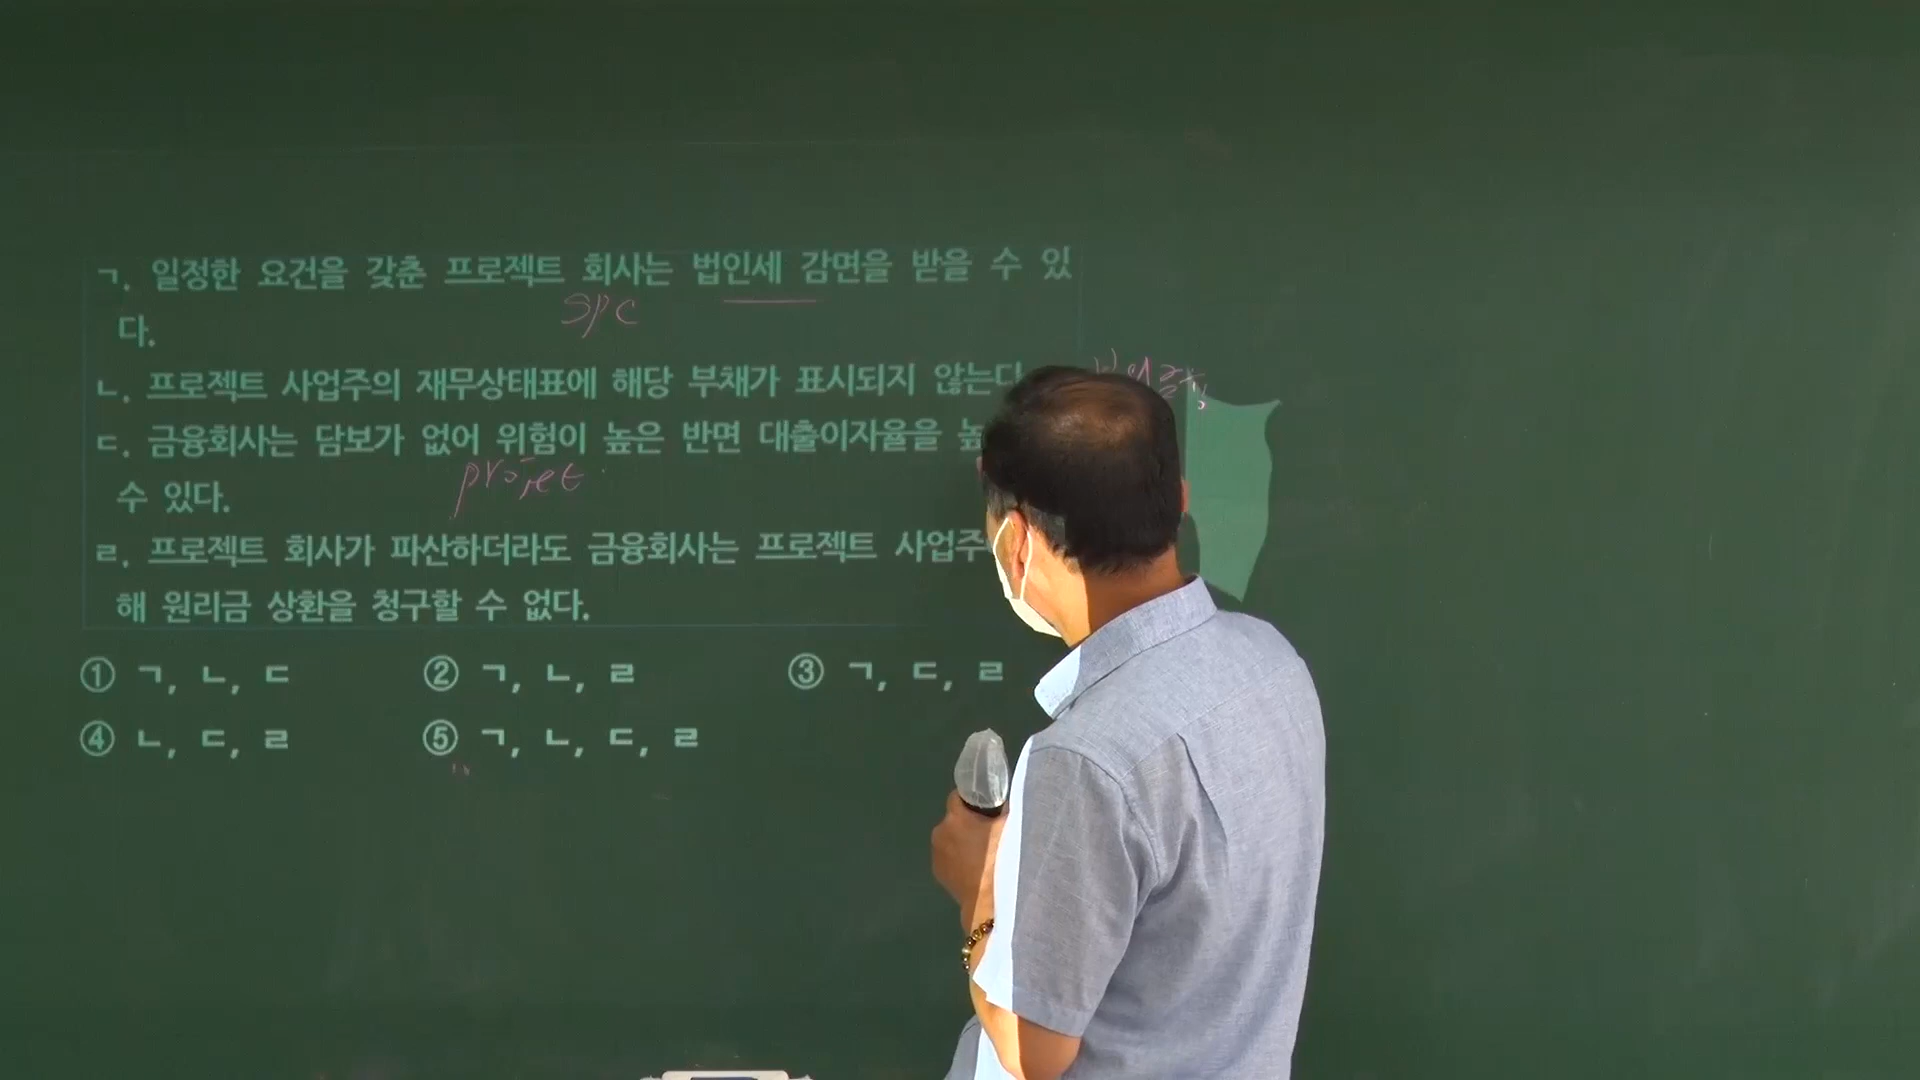 ㄱ. 일정한 요건을 갖춘 프로젝트 회사는 법인세 감면을 받을 수 있
SPC
다.
ㄴ. 프로젝트 사업주의 재무상태표에 해당 부채가 표시되지 않는다
ㄷ. 금융회사는 담보가 없어 위험이 높은 반면 대출이자율을 높
project
수 있다.
ㄹ. 프로젝트 회사가 파산하더라도 금융회사는 프로젝트 사업주
해 원리금 상환을 청구할 수 없다.
① ㄱ, ㄴ, ㄷ ② ㄱ, ㄴ, ㄹ ③ ㄱ, ㄷ, ㄹ
④ ㄴ, ㄷ, ㄹ ⑤ ㄱ, ㄴ, ㄷ, ㄹ